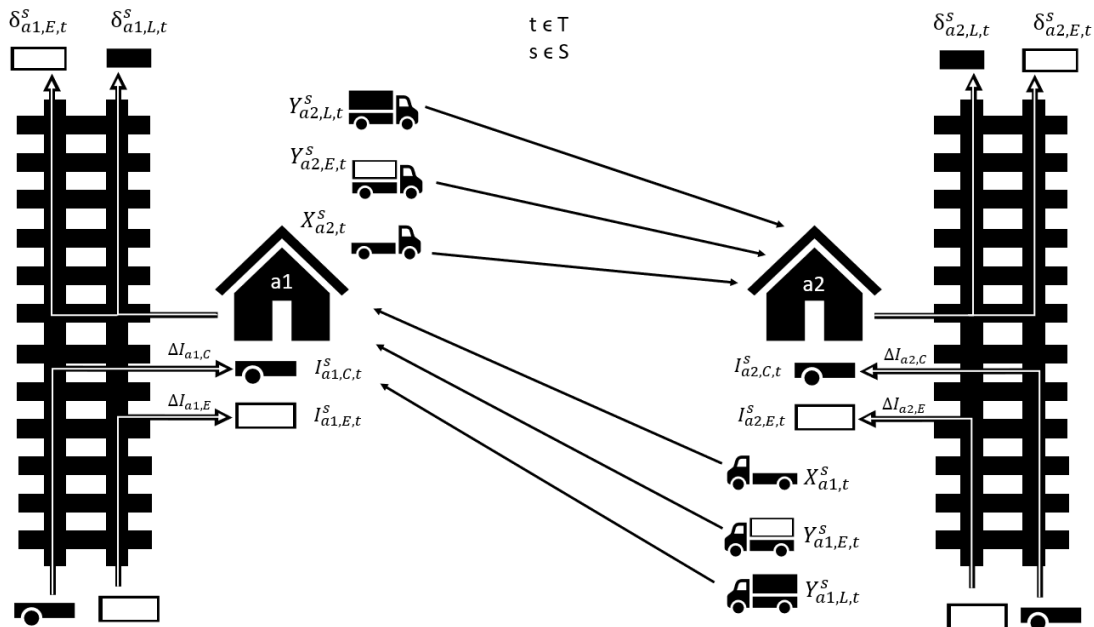 δ^s_{a1,E,t} δ^s_{a1,L,t} t ϵ T δ^s_{a2,L,t} δ^s_{a2,E,t}
s ϵ S
Y^s_{a2,L,t}
Y^s_{a2,E,t}
X^s_{a2,t}
a1 a2
ΔI_{a1,C} I^s_{a1,C,t} I^s_{a2,C,t} ΔI_{a2,C}
ΔI_{a1,E} I^s_{a1,E,t} I^s_{a2,E,t} ΔI_{a2,E}
X^s_{a1,t}
Y^s_{a1,E,t}
Y^s_{a1,L,t}